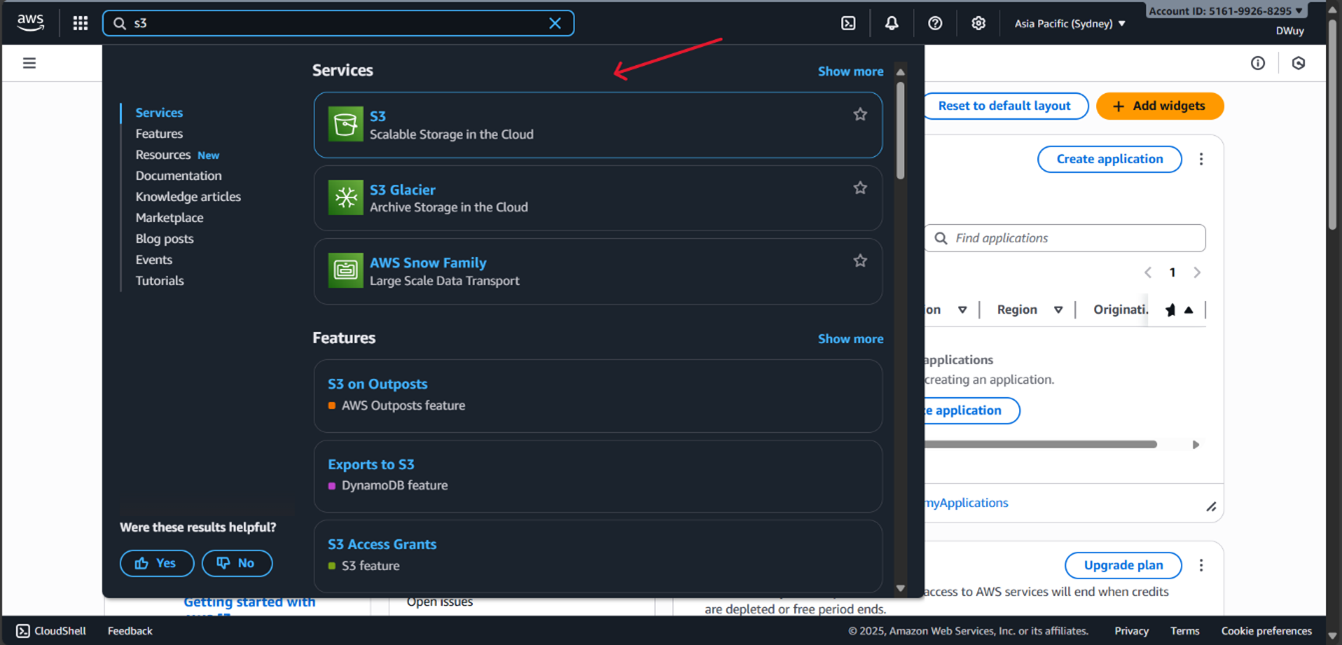 aws
s3
Asia Pacific (Sydney)
Account ID: 5161-9926-8295
DWuy
Services
Features
Resources New
Documentation
Knowledge articles
Marketplace
Blog posts
Events
Tutorials
Were these results helpful?
Yes
No
Services
Show more
S3
Scalable Storage in the Cloud
S3 Glacier
Archive Storage in the Cloud
AWS Snow Family
Large Scale Data Transport
Features
Show more
S3 on Outposts
AWS Outposts feature
Exports to S3
DynamoDB feature
S3 Access Grants
S3 feature
Reset to default layout
+ Add widgets
Create application
Find applications
1
on
Region
Originati.
applications
creating an application.
e application
myApplications
Upgrade plan
access to AWS services will end when credits
are depleted or free period ends.
Getting started with
Open issues
CloudShell
Feedback
© 2025, Amazon Web Services, Inc. or its affiliates.
Privacy
Terms
Cookie preferences